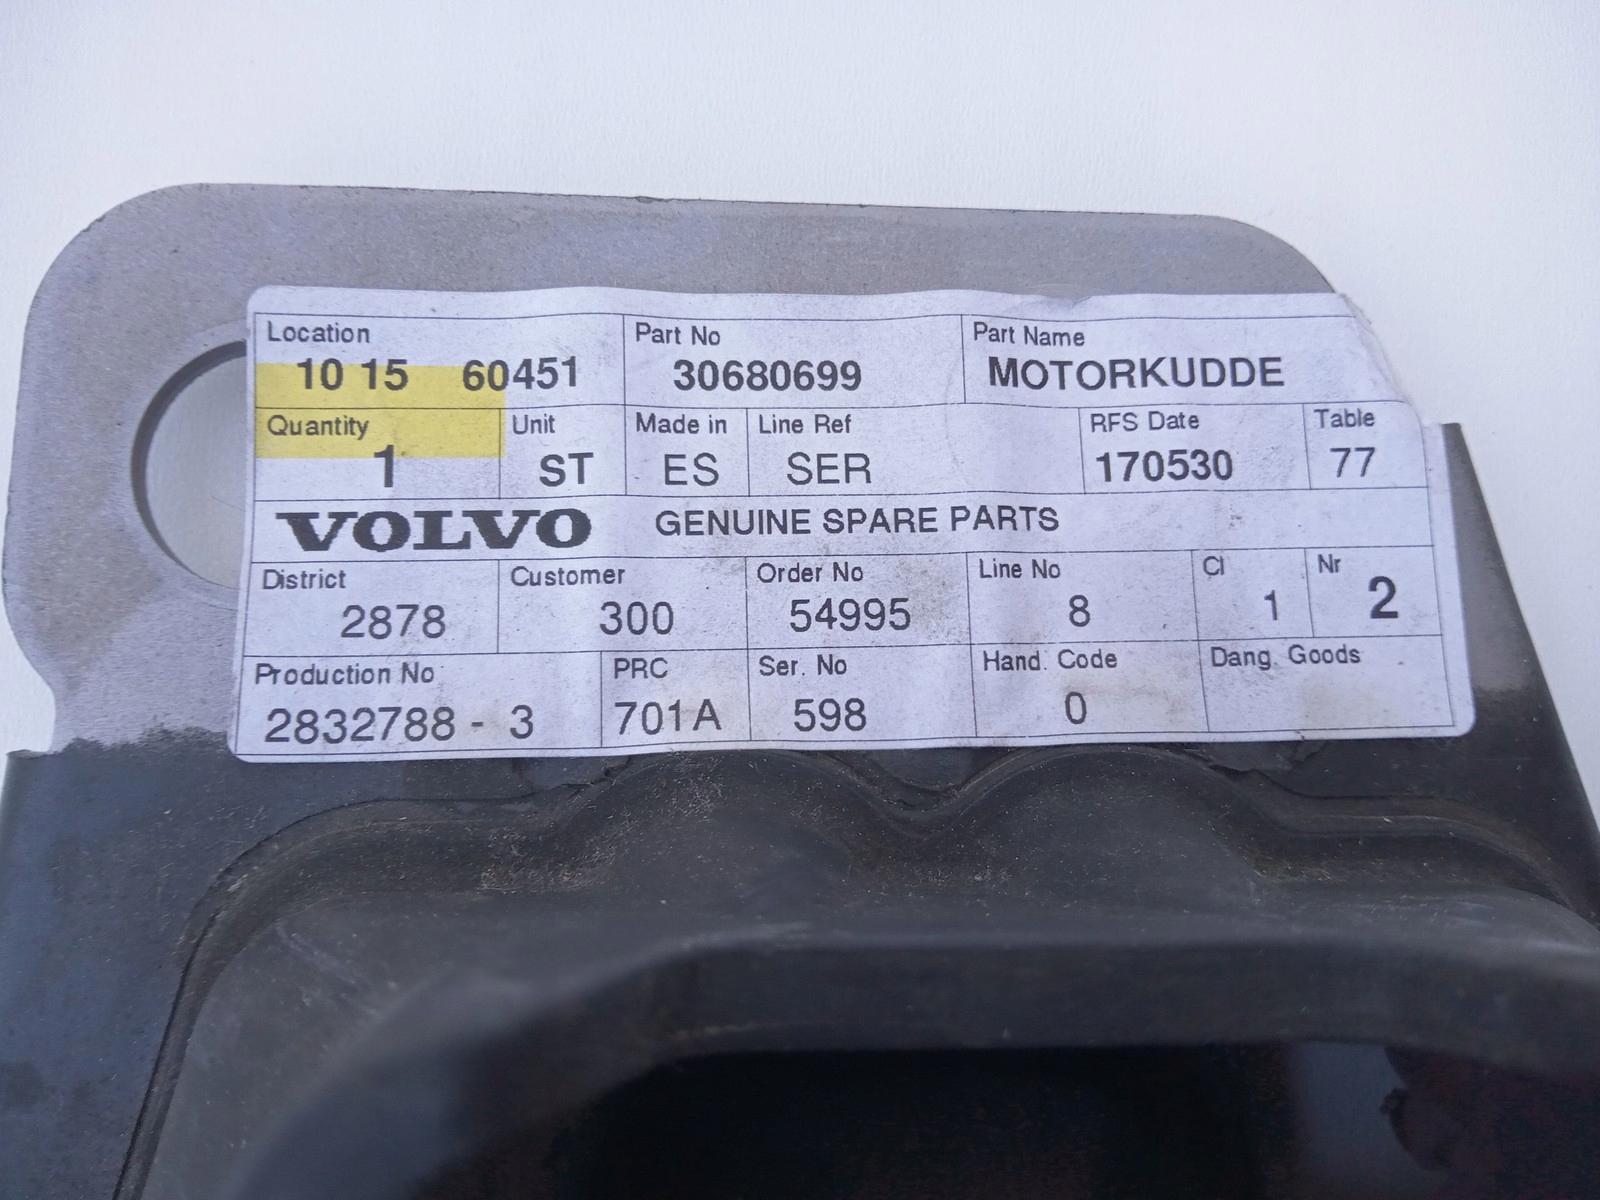 Location Part No Part Name
10 15 60451 30680699 MOTORKUDDE
Quantity Unit Made in Line Ref RFS Date Table
1 ST ES SER 170530 77
VOLVO GENUINE SPARE PARTS
District Customer Order No Line No Cl Nr
2878 300 54995 8 1 2
Production No PRC Ser. No Hand. Code Dang. Goods
2832788 - 3 701A 598 0